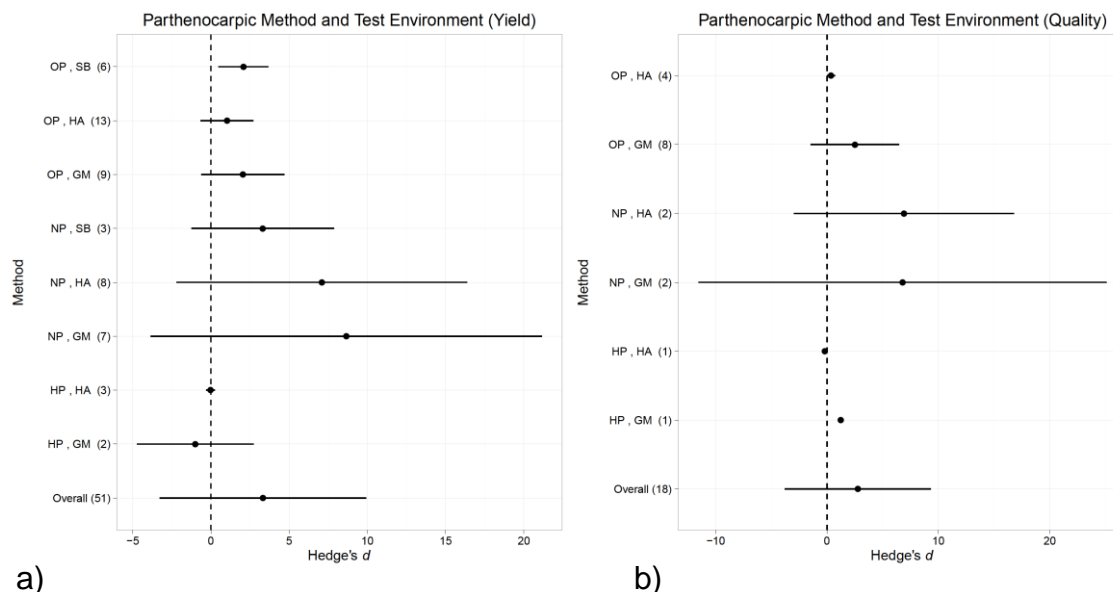 Parthenocarpic Method and Test Environment (Yield)
Method
OP , SB (6)
OP , HA (13)
OP , GM (9)
NP , SB (3)
NP , HA (8)
NP , GM (7)
HP , HA (3)
HP , GM (2)
Overall (51)
−5 0 5 10 15 20
Hedge's d
a)
Parthenocarpic Method and Test Environment (Quality)
Method
OP , HA (4)
OP , GM (8)
NP , HA (2)
NP , GM (2)
HP , HA (1)
HP , GM (1)
Overall (18)
−10 0 10 20
Hedge's d
b)